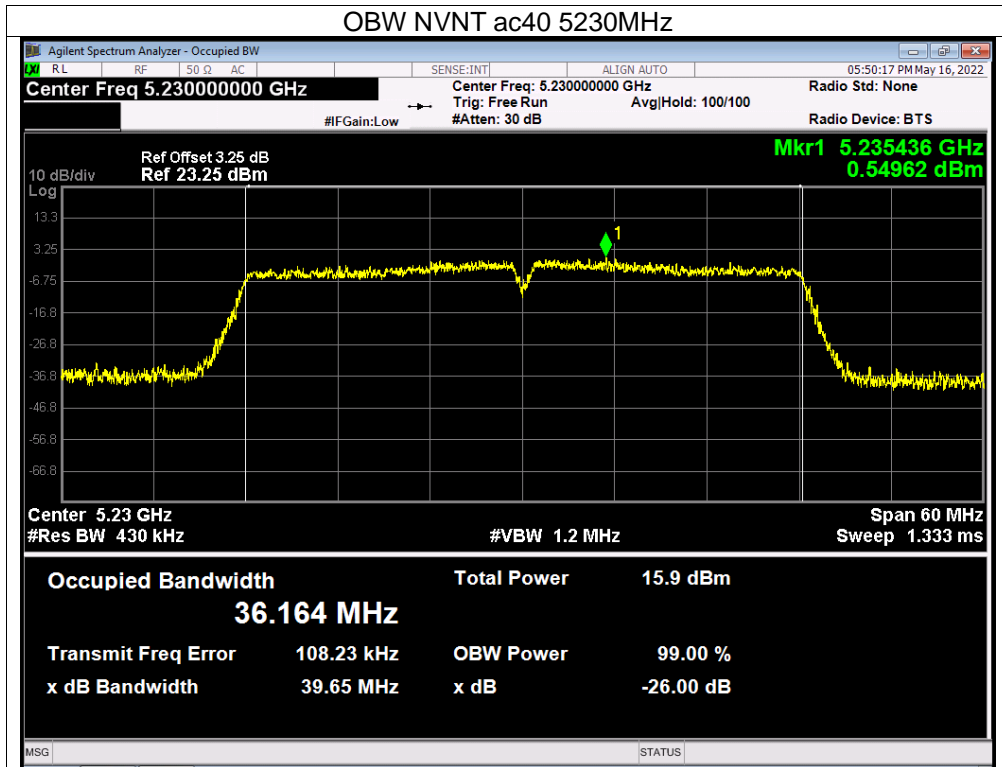 OBW NVNT ac40 5230MHz
Agilent Spectrum Analyzer - Occupied BW
LXI RL RF 50 Ω AC SENSE:INT ALIGN AUTO 05:50:17 PM May 16, 2022
Center Freq 5.230000000 GHz Center Freq: 5.230000000 GHz Radio Std: None
Trig: Free Run Avg|Hold: 100/100
#IFGain:Low #Atten: 30 dB Radio Device: BTS
Mkr1 5.235436 GHz
0.54962 dBm
Ref Offset 3.25 dB
10 dB/div Ref 23.25 dBm
Log
13.3
3.25
-6.75
-16.8
-26.8
-36.8
-46.8
-56.8
-66.8
1
Center 5.23 GHz Span 60 MHz
#Res BW 430 kHz #VBW 1.2 MHz Sweep 1.333 ms
Occupied Bandwidth Total Power 15.9 dBm
36.164 MHz
Transmit Freq Error 108.23 kHz OBW Power 99.00 %
x dB Bandwidth 39.65 MHz x dB -26.00 dB
MSG STATUS